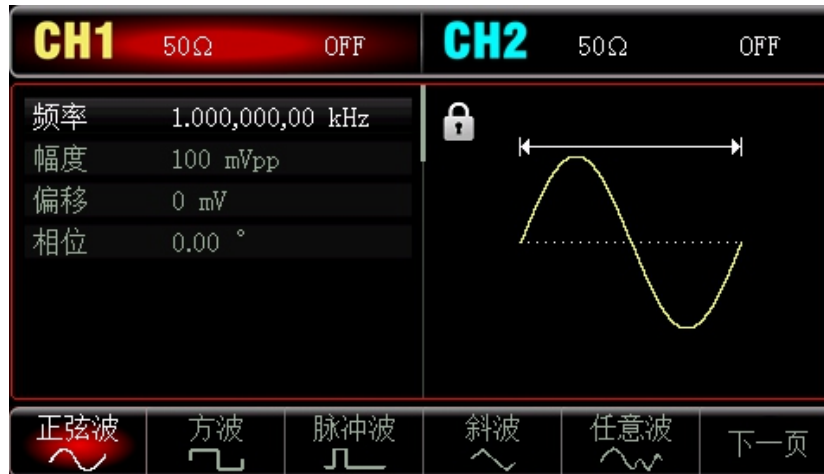 CH1 50Ω OFF CH2 50Ω OFF
频率 1.000,000,00 kHz
幅度 100 mVpp
偏移 0 mV
相位 0.00 °
正弦波 方波 脉冲波 斜波 任意波 下一页